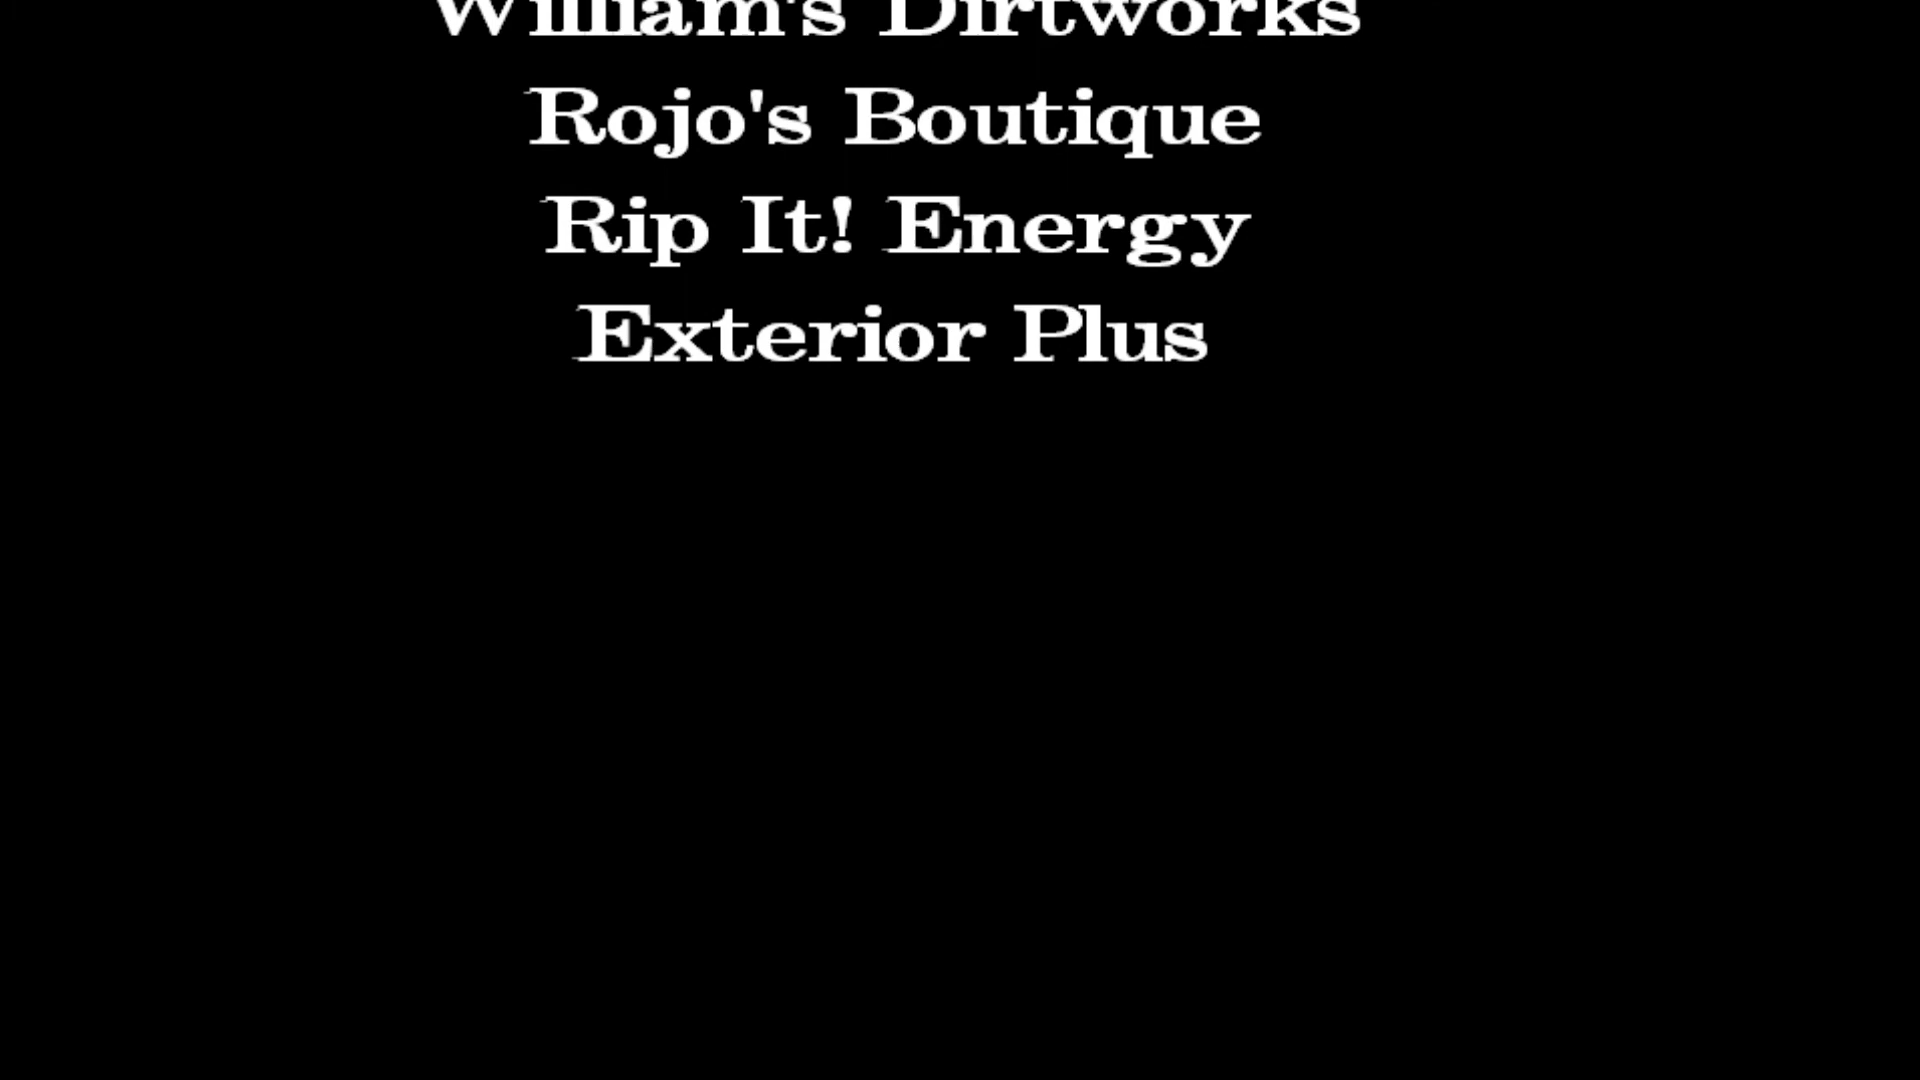 William's Dirtworks
Rojo's Boutique
Rip It! Energy
Exterior Plus